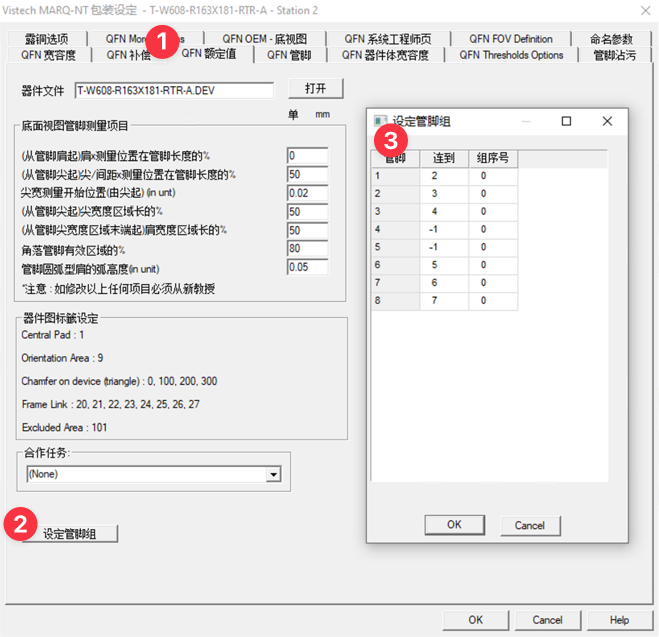 Vistech MARQ-NT 包装设定 - T-W608-R163X181-RTR-A - Station 2
露铜选项 QFN OEM - 底视图 QFN 系统工程师页 QFN FOV Definition 命名参数
QFN 宽容度 QFN 补偿 QFN 额定值 QFN 管脚 QFN 器件体宽容度 QFN Thresholds Options 管脚沾污
1
器件文件 T-W608-R163X181-RTR-A.DEV 打开
单 mm
底面视图管脚测量项目
(从管脚肩起)肩x测量位置在管脚长度的% 0
(从管脚尖起)尖/间距x测量位置在管脚长度的% 50
尖宽测量开始位置(由尖起) (in unt) 0.02
(从管脚尖起)尖宽度区域长的% 50
(从管脚尖宽度区域末端起)肩宽度区域长的% 50
角落管脚有效区域的% 80
管脚圆弧型肩的弧高度(in unit) 0.05
*注意 : 如修改以上任何项目必须从新教授
器件图标籖设定
Central Pad : 1
Orientation Area : 9
Chamfer on device (triangle) : 0, 100, 200, 300
Frame Link : 20, 21, 22, 23, 24, 25, 26, 27
Excluded Area : 101
合作任务:
(None)
2
设定管脚组
设定管脚组
3
管脚 连到 组序号
1 2 0
2 3 0
3 4 0
4 -1 0
5 -1 0
6 5 0
7 6 0
8 7 0
OK Cancel
OK Cancel Help